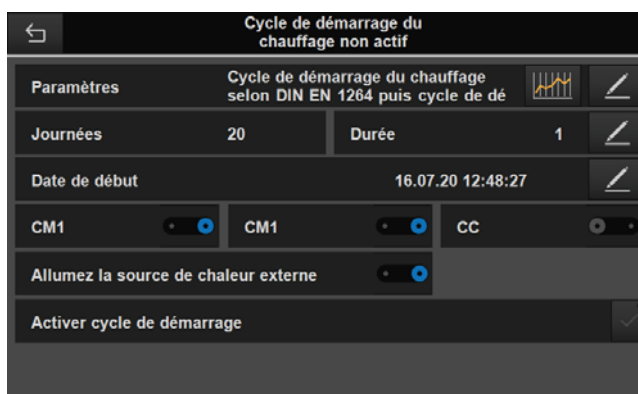 Cycle de démarrage du
chauffage non actif
Paramètres
Cycle de démarrage du chauffage
selon DIN EN 1264 puis cycle de dé
Journées 20 Durée 1
Date de début 16.07.20 12:48:27
CM1 CM1 CC
Allumez la source de chaleur externe
Activer cycle de démarrage